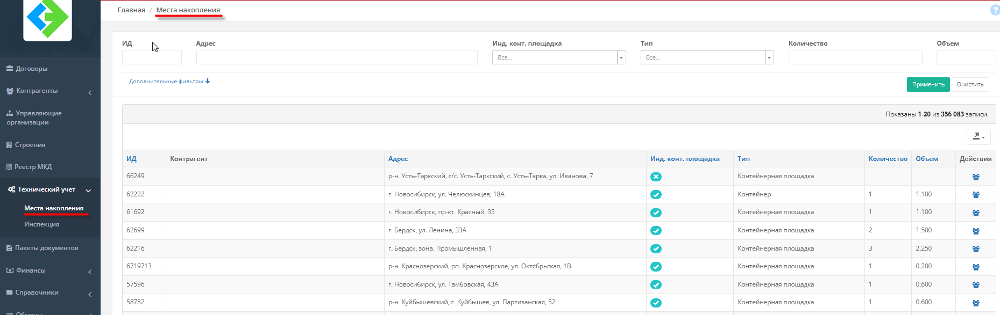 Главная / Места накопления
?
Договоры
Контрагенты
Управляющие
организации
Строения
Реестр МКД
Технический учет
Места накопления
Инспекция
Пакеты документов
Финансы
Справочники
Обмены
ИД Адрес Инд. конт. площадка Тип Количество Объем
Все... Все...
Дополнительные фильтры
Применить Очистить
Показаны 1-20 из 356 083 записи.
ИД Контрагент Адрес Инд. конт. площадка Тип Количество Объем Действия
66249 р-н. Усть-Таркский, с/с. Усть-Таркский, с. Усть-Тарка, ул. Иванова, 7 Контейнерная площадка
62222 г. Новосибирск, ул. Челюскинцев, 18А Контейнер 1 1.100
61692 г. Новосибирск, пр-кт. Красный, 35 Контейнерная площадка 1 1.100
62699 г. Бердск, ул. Ленина, 33А Контейнерная площадка 2 1.500
62216 г. Бердск, зона. Промышленная, 1 Контейнерная площадка 3 2.250
6719713 р-н. Краснозерский, рп. Краснозерское, ул. Октябрьская, 1В Контейнерная площадка 1 0.200
57596 г. Новосибирск, ул. Тамбовская, 43А Контейнерная площадка 1 0.600
58782 р-н. Куйбышевский, г. Куйбышев, ул. Партизанская, 52 Контейнерная площадка 1 0.600